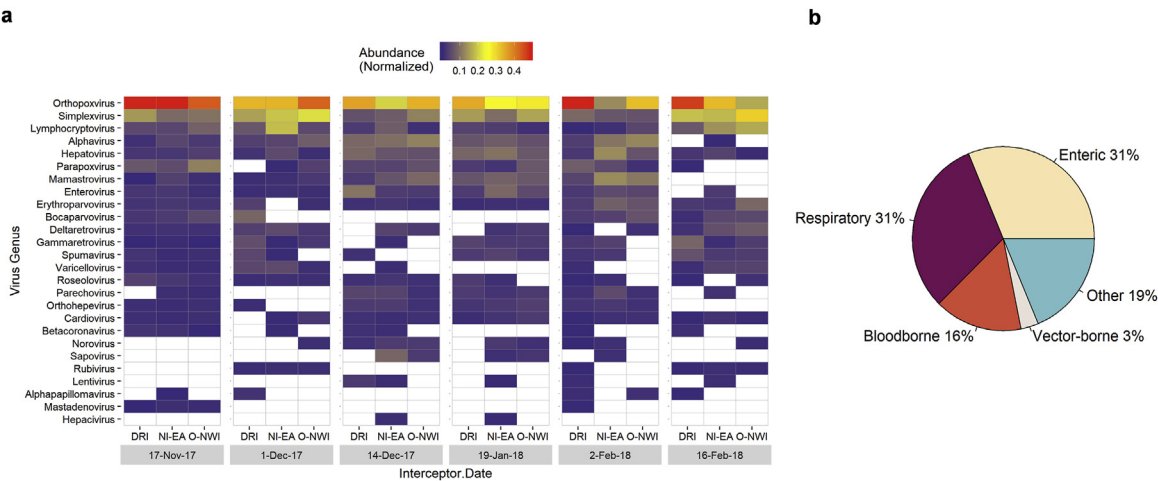 a
b
Abundance
(Normalized)
0.1 0.2 0.3 0.4
Virus Genus
Orthopoxvirus
Simplexvirus
Lymphocryptovirus
Alphavirus
Hepatovirus
Parapoxvirus
Mamastrovirus
Enterovirus
Erythroparvovirus
Bocaparvovirus
Deltaretrovirus
Gammaretrovirus
Spumavirus
Varicellovirus
Roseolovirus
Parechovirus
Orthohepevirus
Cardiovirus
Betacoronavirus
Norovirus
Sapovirus
Rubivirus
Lentivirus
Alphapapillomavirus
Mastadenovirus
Hepacivirus
DRI NI-EA O-NWI DRI NI-EA O-NWI DRI NI-EA O-NWI DRI NI-EA O-NWI DRI NI-EA O-NWI DRI NI-EA O-NWI
17-Nov-17 1-Dec-17 14-Dec-17 19-Jan-18 2-Feb-18 16-Feb-18
Interceptor.Date
Enteric 31%
Respiratory 31%
Other 19%
Bloodborne 16%
Vector-borne 3%